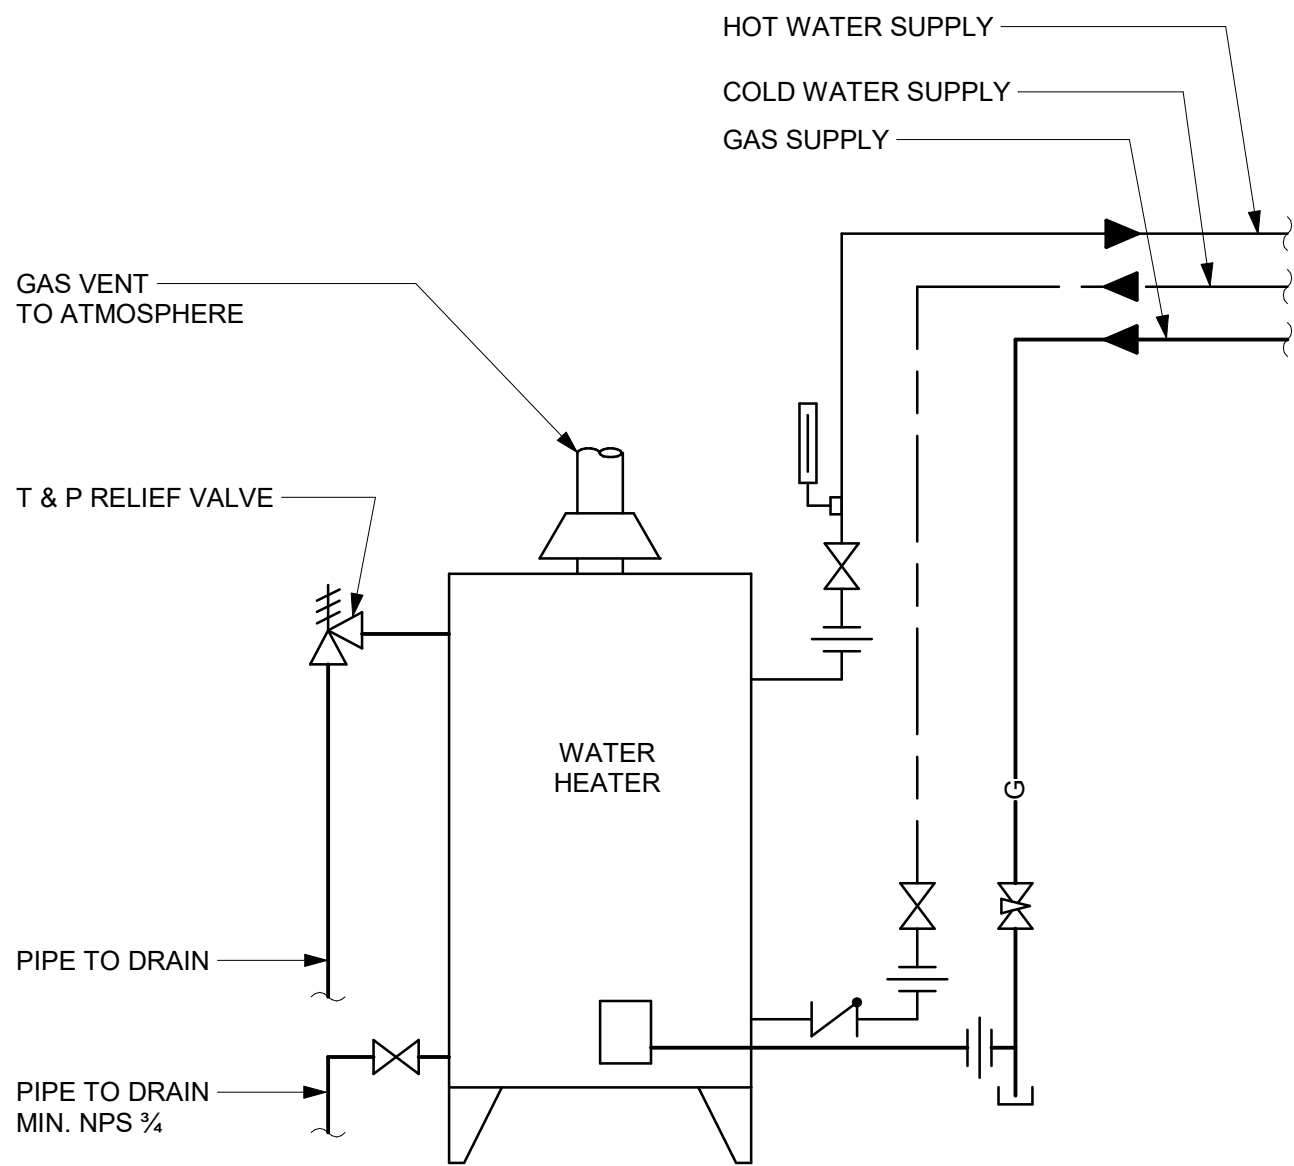 HOT WATER SUPPLY
COLD WATER SUPPLY
GAS SUPPLY
GAS VENT
TO ATMOSPHERE
T & P RELIEF VALVE
WATER
HEATER
G
PIPE TO DRAIN
PIPE TO DRAIN
MIN. NPS ¾